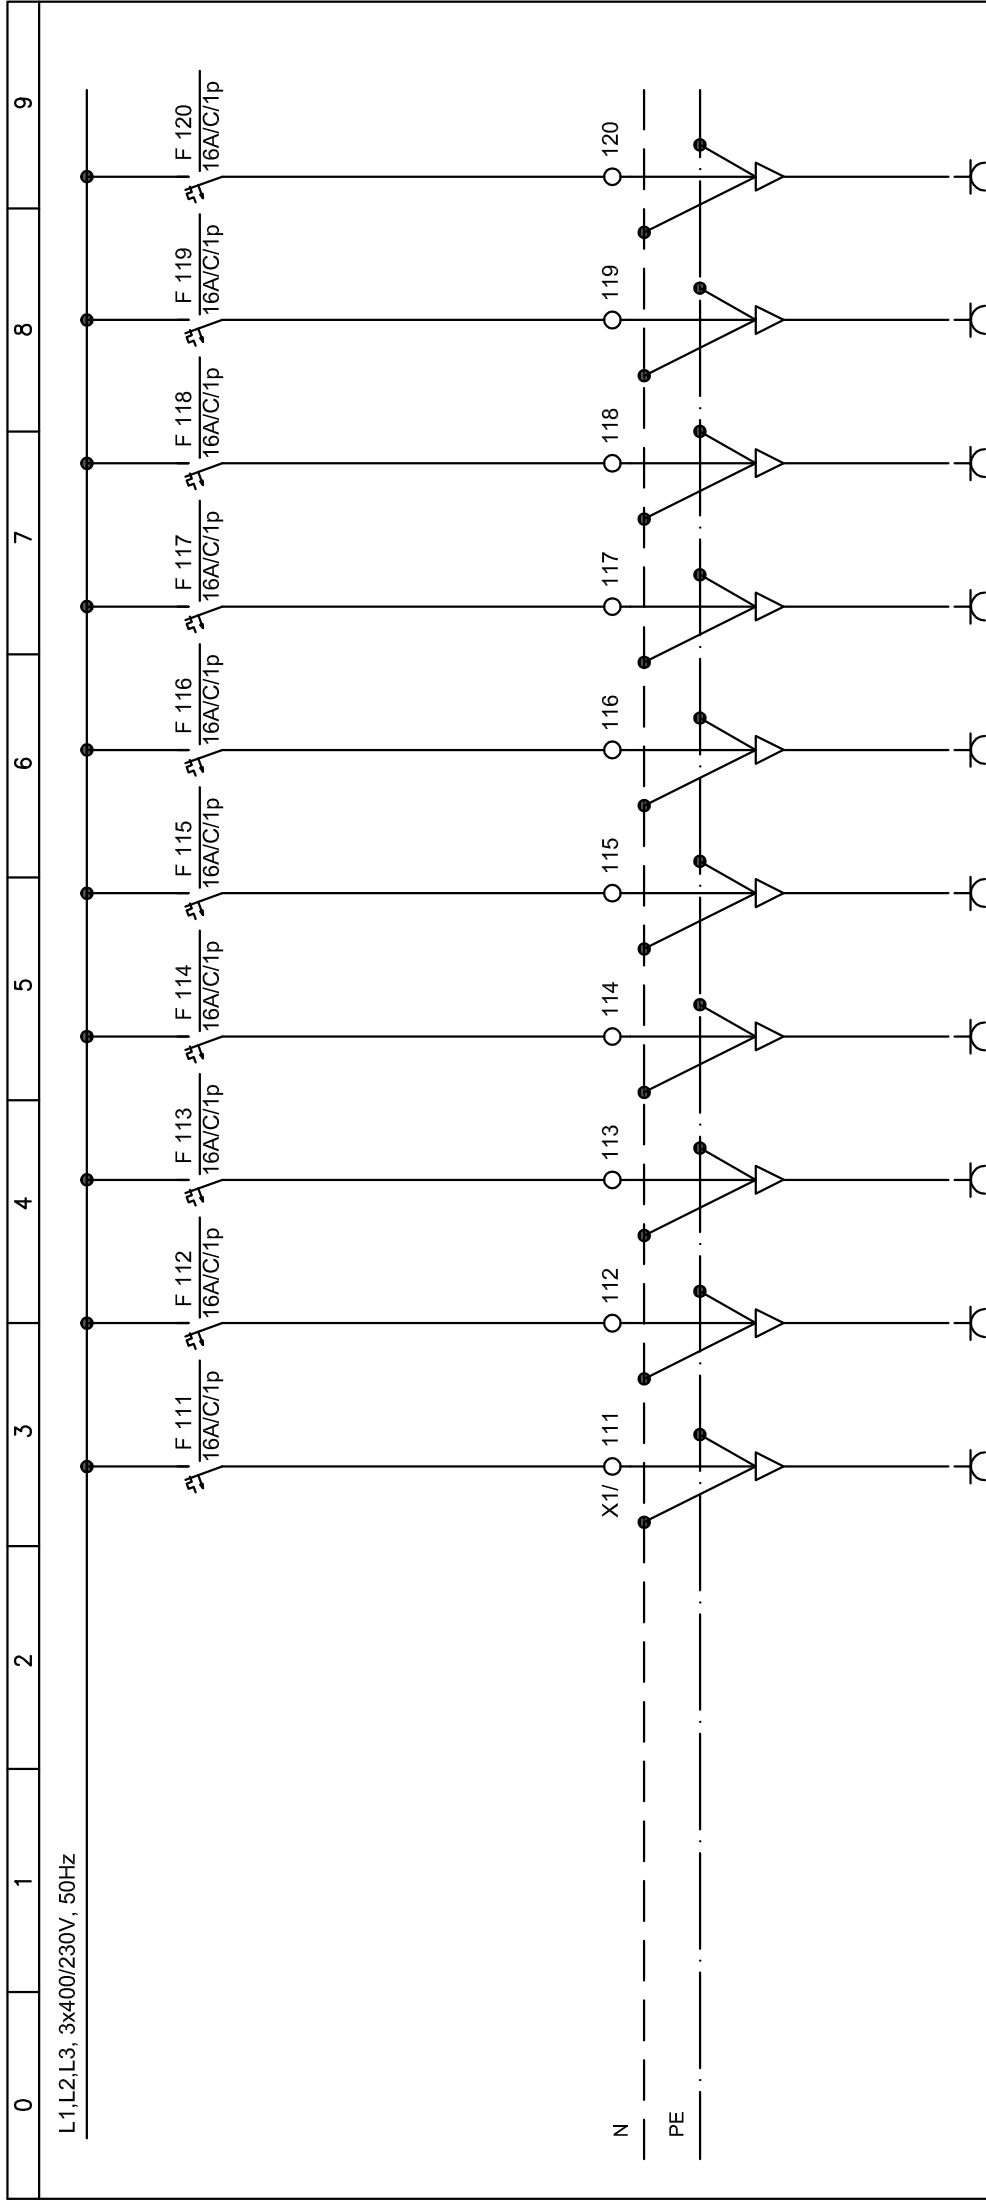 0 1 2 3 4 5 6 7 8 9
L1,L2,L3, 3x400/230V, 50Hz
F 111 F 112 F 113 F 114 F 115 F 116 F 117 F 118 F 119 F 120
16A/C/1p 16A/C/1p 16A/C/1p 16A/C/1p 16A/C/1p 16A/C/1p 16A/C/1p 16A/C/1p 16A/C/1p 16A/C/1p
N X1/ 111 112 113 114 115 116 117 118 119 120
PE